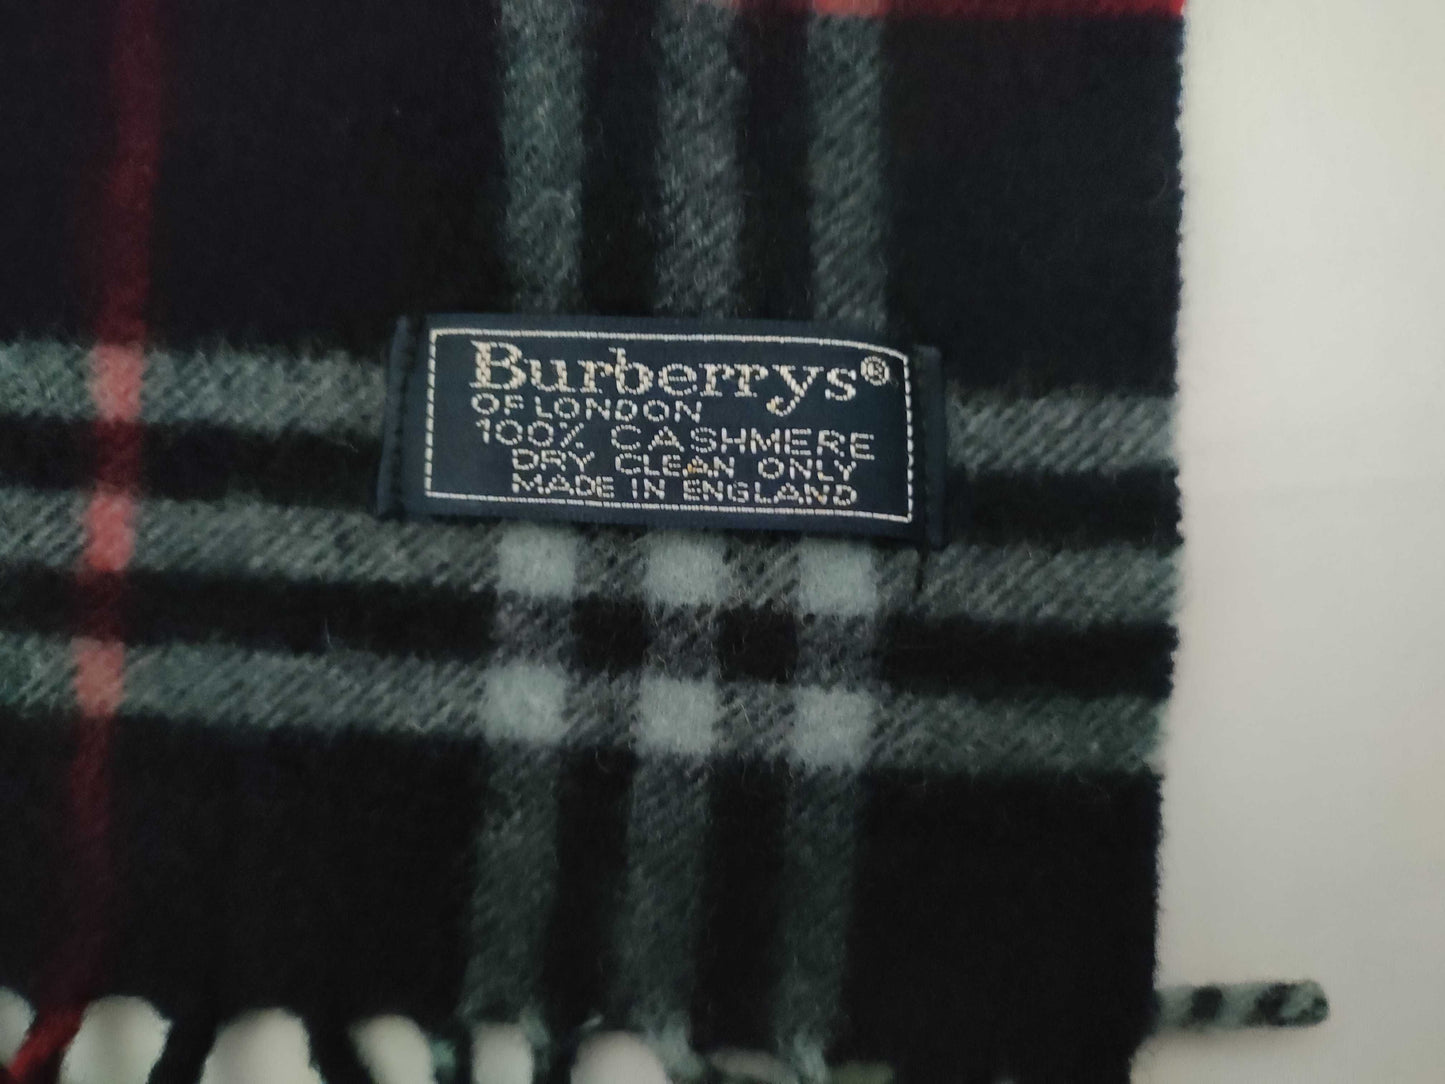 Burberrys®
OF LONDON
100% CASHMERE
DRY CLEAN ONLY
MADE IN ENGLAND